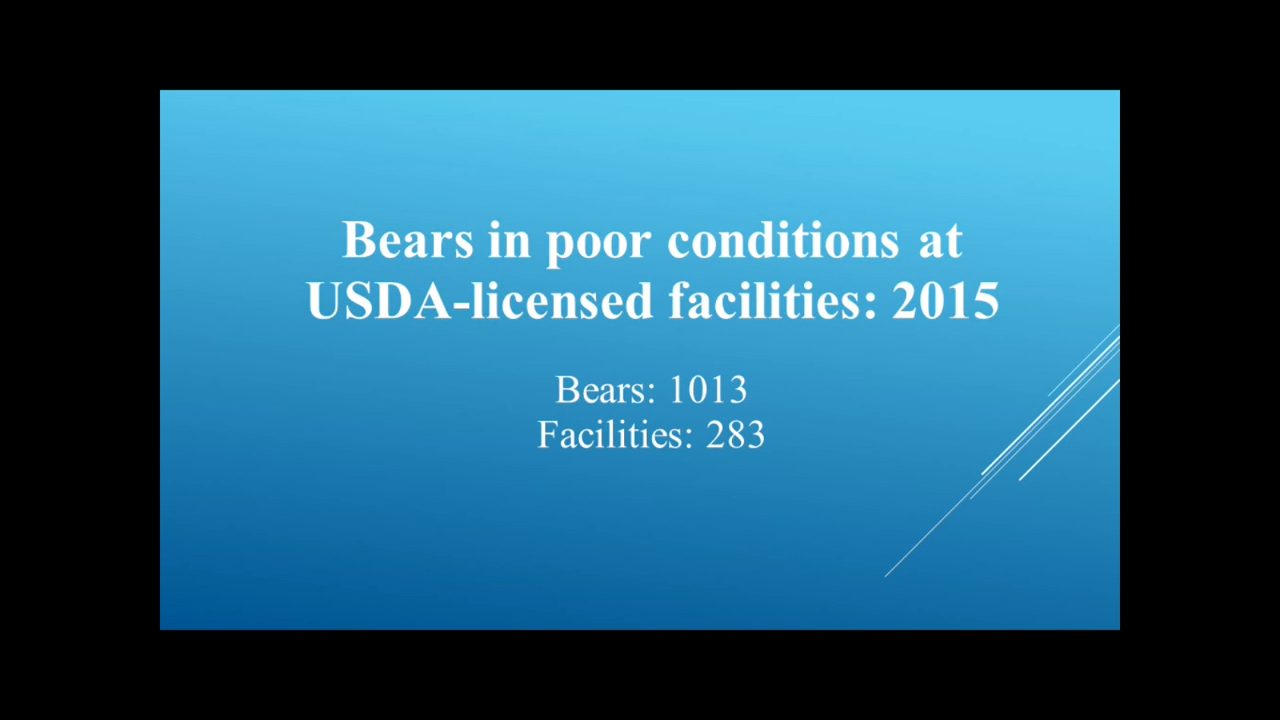 Bears in poor conditions at
USDA-licensed facilities: 2015
Bears: 1013
Facilities: 283